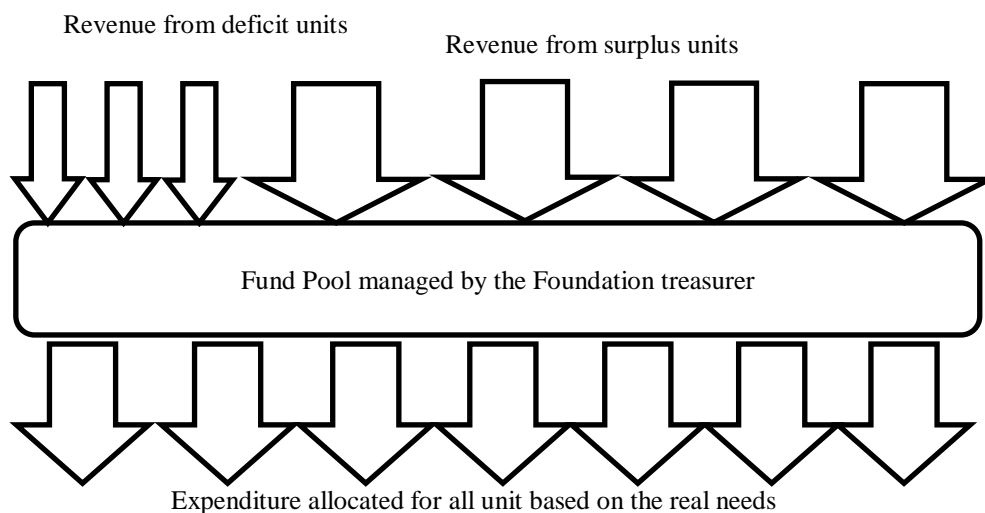 Revenue from deficit units
Revenue from surplus units
Fund Pool managed by the Foundation treasurer
Expenditure allocated for all unit based on the real needs